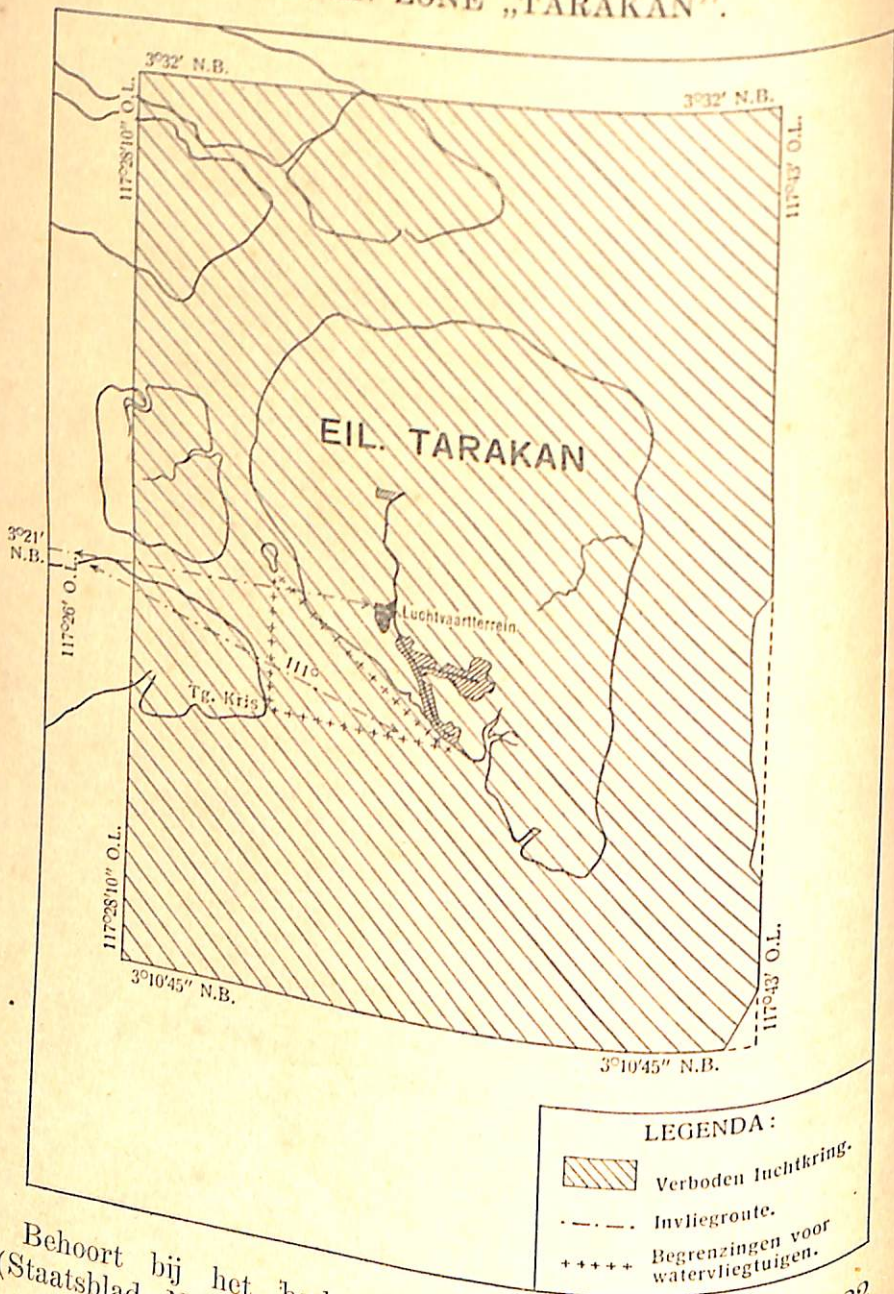 ZONE „TARAKAN”.
3°32' N.B.
3°32' N.B.
117°28'10" O.L.
117°43' O.L.
EIL. TARAKAN
3°21'
N.B.
117°26' O.L.
Luchtvaartterrein.
111°
Tg. Kris
117°28'10" O.L.
3°10'45" N.B.
117°43' O.L.
3°10'45" N.B.
LEGENDA:
Verboden luchtkring.
Invliegroute.
Begrenzingen voor
watervliegtuigen.
Behoort bij het
(Staatsblad